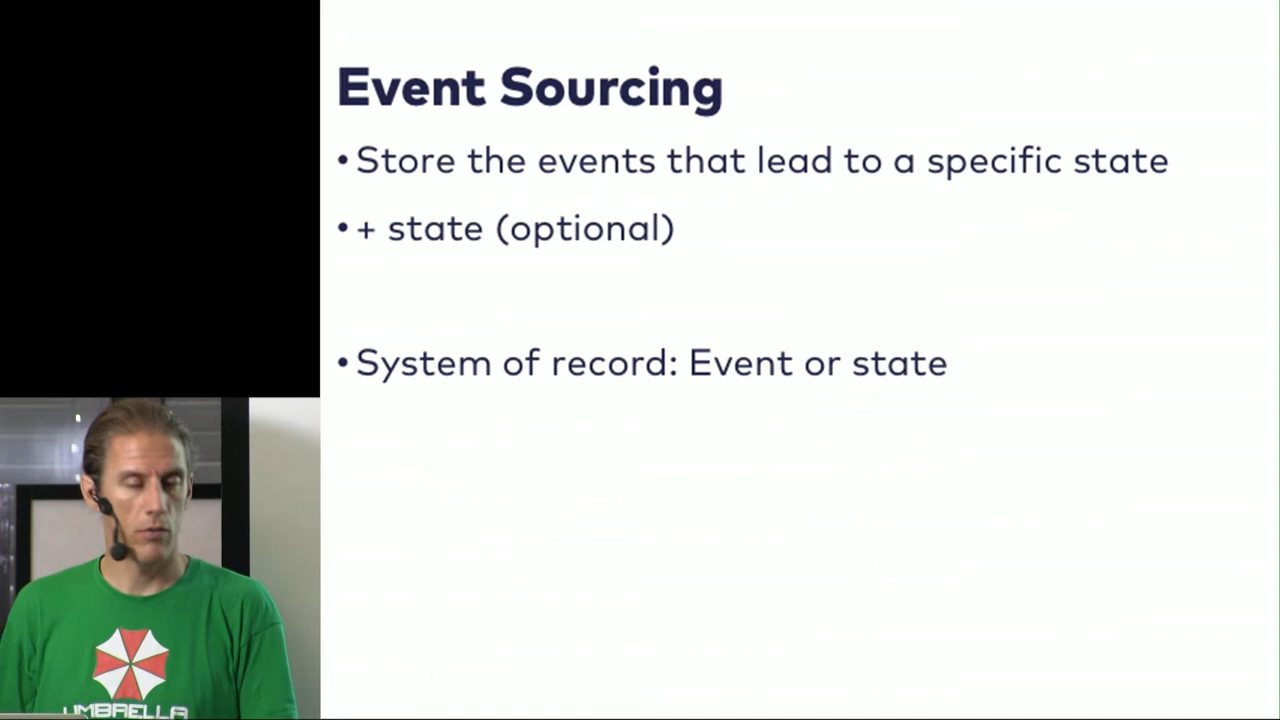 Event Sourcing
• Store the events that lead to a specific state
• + state (optional)
• System of record: Event or state
UMBRELLA